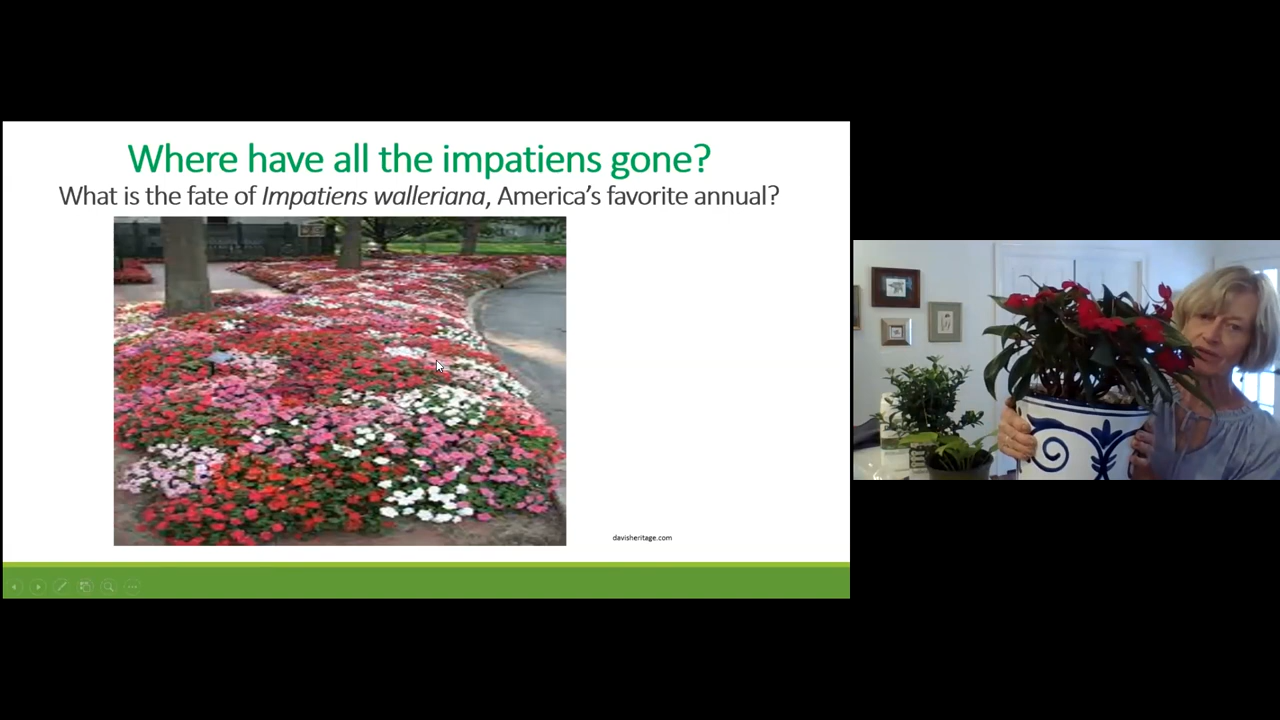 Where have all the impatiens gone?
What is the fate of Impatiens walleriana, America's favorite annual?
davisheritage.com